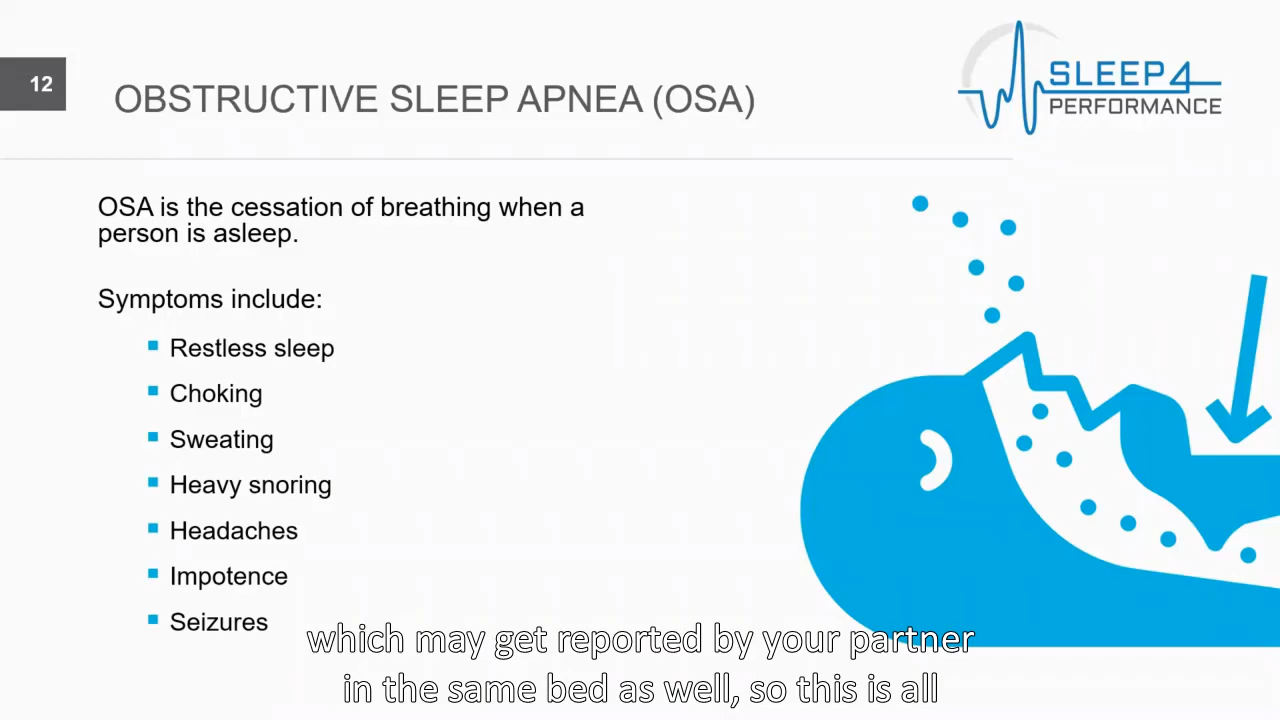 12
OBSTRUCTIVE SLEEP APNEA (OSA)
SLEEP4
PERFORMANCE
OSA is the cessation of breathing when a
person is asleep.
Symptoms include:
Restless sleep
Choking
Sweating
Heavy snoring
Headaches
Impotence
Seizures
which may get reported by your partner
in the same bed as well, so this is all